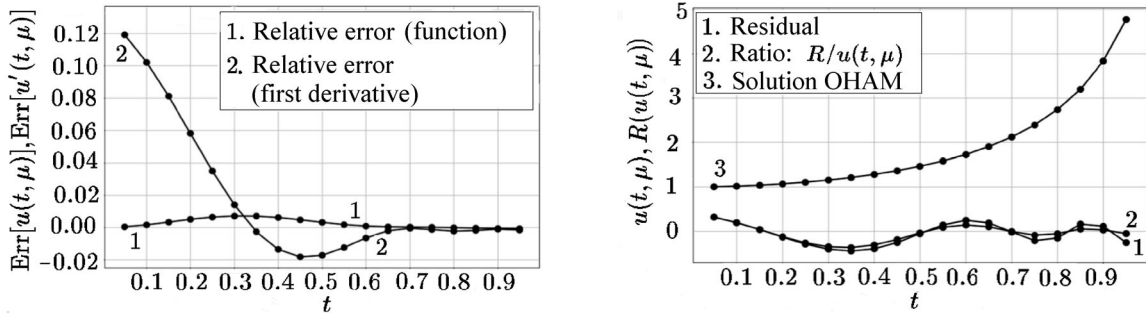 Err[u(t, μ)], Err[u′(t, μ)]
0.12
0.10
0.08
0.06
0.04
0.02
0.00
−0.02
2
1. Relative error (function)
2. Relative error
(first derivative)
1
1
2
0.1 0.2 0.3 0.4 0.5 0.6 0.7 0.8 0.9
t
u(t, μ), R(u(t, μ))
5
4
3
2
1
0
1. Residual
2. Ratio: R/u(t, μ)
3. Solution OHAM
3
2
1
0.1 0.2 0.3 0.4 0.5 0.6 0.7 0.8 0.9
t